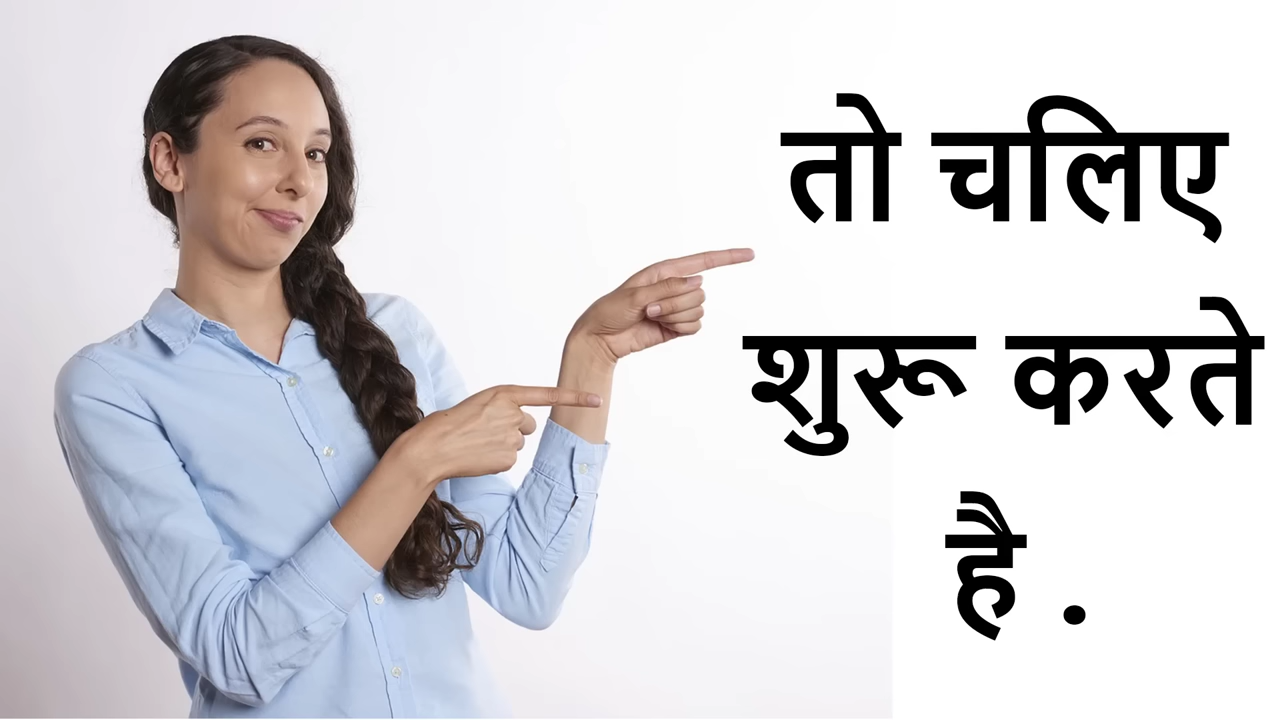 तो चलिए
शुरू करते
है .